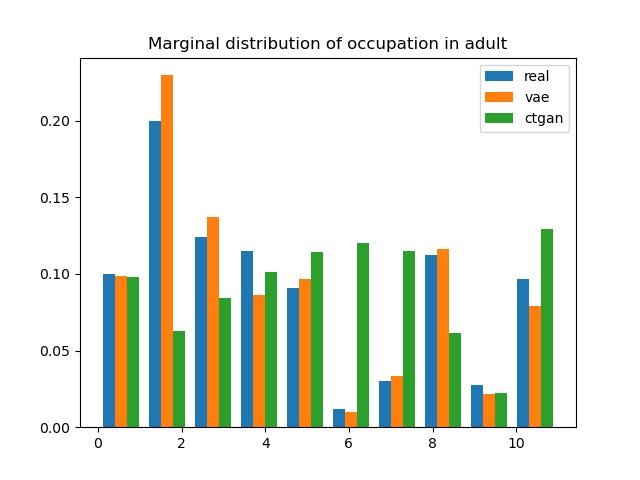 Marginal distribution of occupation in adult
real
vae
ctgan
0.20
0.15
0.10
0.05
0.00
0 2 4 6 8 10